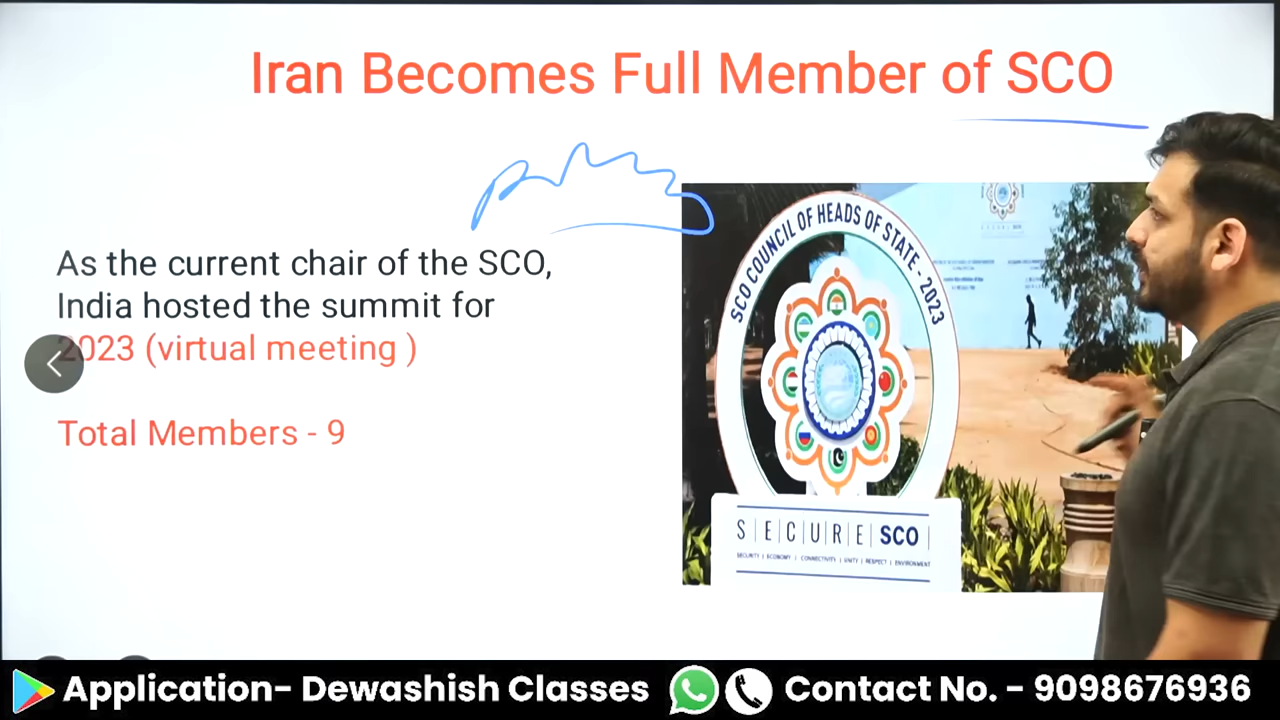 Iran Becomes Full Member of SCO
As the current chair of the SCO,
India hosted the summit for
2023 (virtual meeting )
Total Members - 9
SCO COUNCIL OF HEADS OF STATE - 2023
SECURE SCO
SECURITY | ECONOMY | CONNECTIVITY | UNITY | RESPECT | ENVIRONMENT
Application- Dewashish Classes
Contact No. - 9098676936